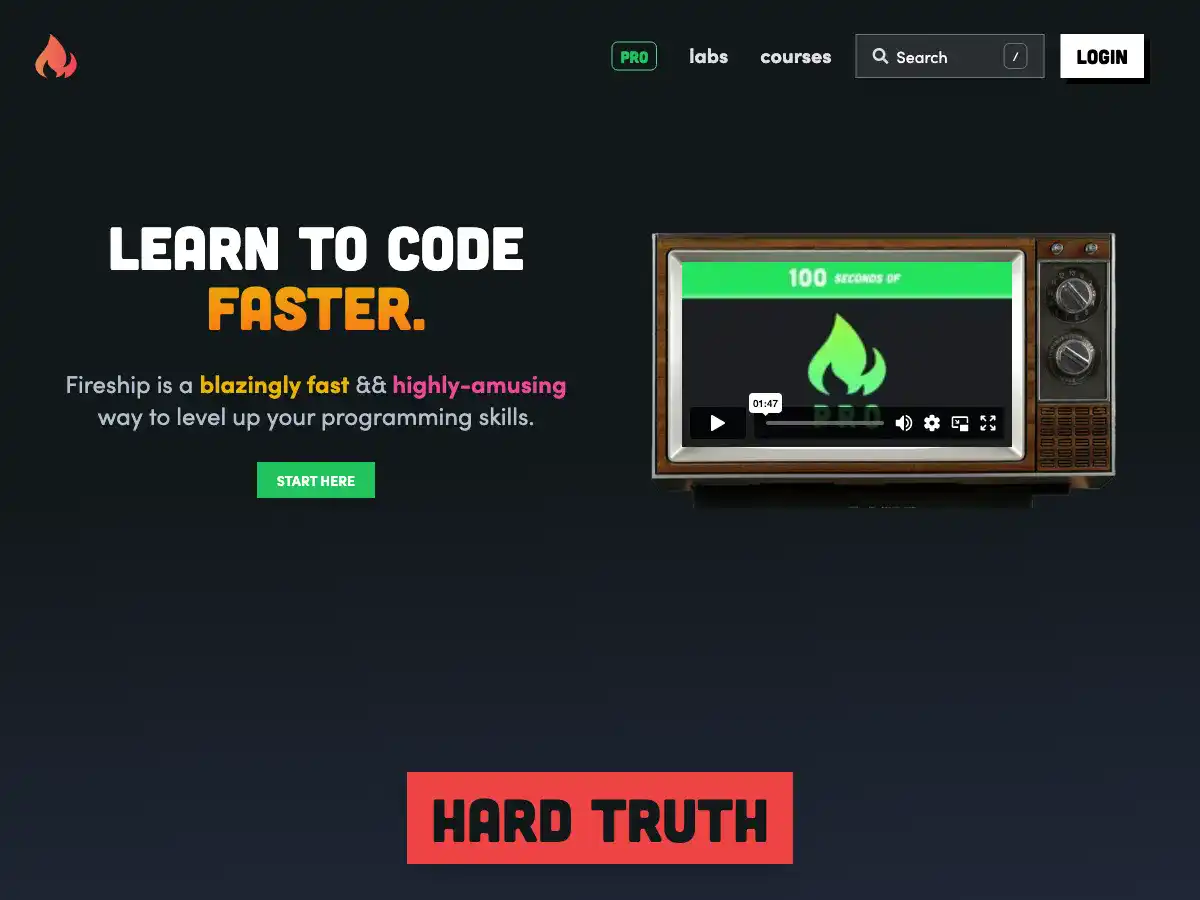 PRO
labs
courses
Search
/
LOGIN
LEARN TO CODE
FASTER.
Fireship is a blazingly fast && highly-amusing
way to level up your programming skills.
START HERE
100 SECONDS OF
PRO
01:47
HARD TRUTH